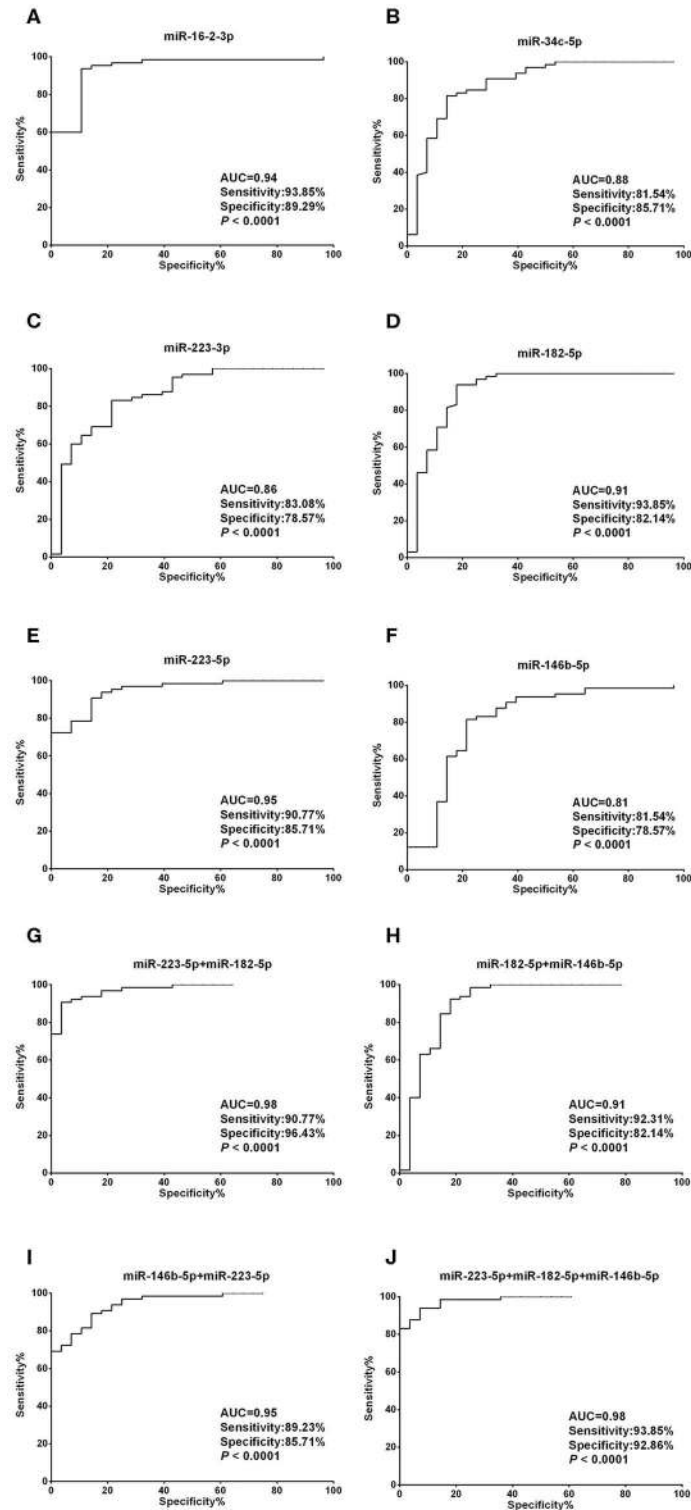 A
miR-16-2-3p
100
80
60
40
20
0
Sensitivity%
AUC=0.94
Sensitivity:93.85%
Specificity:89.29%
P < 0.0001
0 20 40 60 80 100
Specificity%
B
miR-34c-5p
100
80
60
40
20
0
Sensitivity%
AUC=0.88
Sensitivity:81.54%
Specificity:85.71%
P < 0.0001
0 20 40 60 80 100
Specificity%
C
miR-223-3p
100
80
60
40
20
0
Sensitivity%
AUC=0.86
Sensitivity:83.08%
Specificity:78.57%
P < 0.0001
0 20 40 60 80 100
Specificity%
D
miR-182-5p
100
80
60
40
20
0
Sensitivity%
AUC=0.91
Sensitivity:93.85%
Specificity:82.14%
P < 0.0001
0 20 40 60 80 100
Specificity%
E
miR-223-5p
100
80
60
40
20
0
Sensitivity%
AUC=0.95
Sensitivity:90.77%
Specificity:85.71%
P < 0.0001
0 20 40 60 80 100
Specificity%
F
miR-146b-5p
100
80
60
40
20
0
Sensitivity%
AUC=0.81
Sensitivity:81.54%
Specificity:78.57%
P < 0.0001
0 20 40 60 80 100
Specificity%
G
miR-223-5p+miR-182-5p
100
80
60
40
20
0
Sensitivity%
AUC=0.98
Sensitivity:90.77%
Specificity:96.43%
P < 0.0001
0 20 40 60 80 100
Specificity%
H
miR-182-5p+miR-146b-5p
100
80
60
40
20
0
Sensitivity%
AUC=0.91
Sensitivity:92.31%
Specificity:82.14%
P < 0.0001
0 20 40 60 80 100
Specificity%
I
miR-146b-5p+miR-223-5p
100
80
60
40
20
0
Sensitivity%
AUC=0.95
Sensitivity:89.23%
Specificity:85.71%
P < 0.0001
0 20 40 60 80 100
Specificity%
J
miR-223-5p+miR-182-5p+miR-146b-5p
100
80
60
40
20
0
Sensitivity%
AUC=0.98
Sensitivity:93.85%
Specificity:92.86%
P < 0.0001
0 20 40 60 80 100
Specificity%